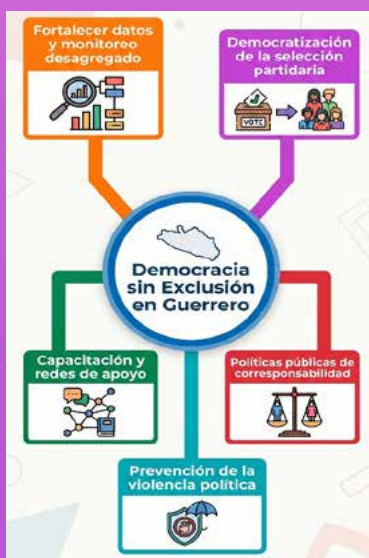 Fortalecer datos
y monitoreo
desagregado
Democratización
de la selección
partidaria
VOTC
Democracia
sin Exclusión
en Guerrero
Capacitación y
redes de apoyo
Políticas públicas de
corresponsabilidad
Prevención de la
violencia política